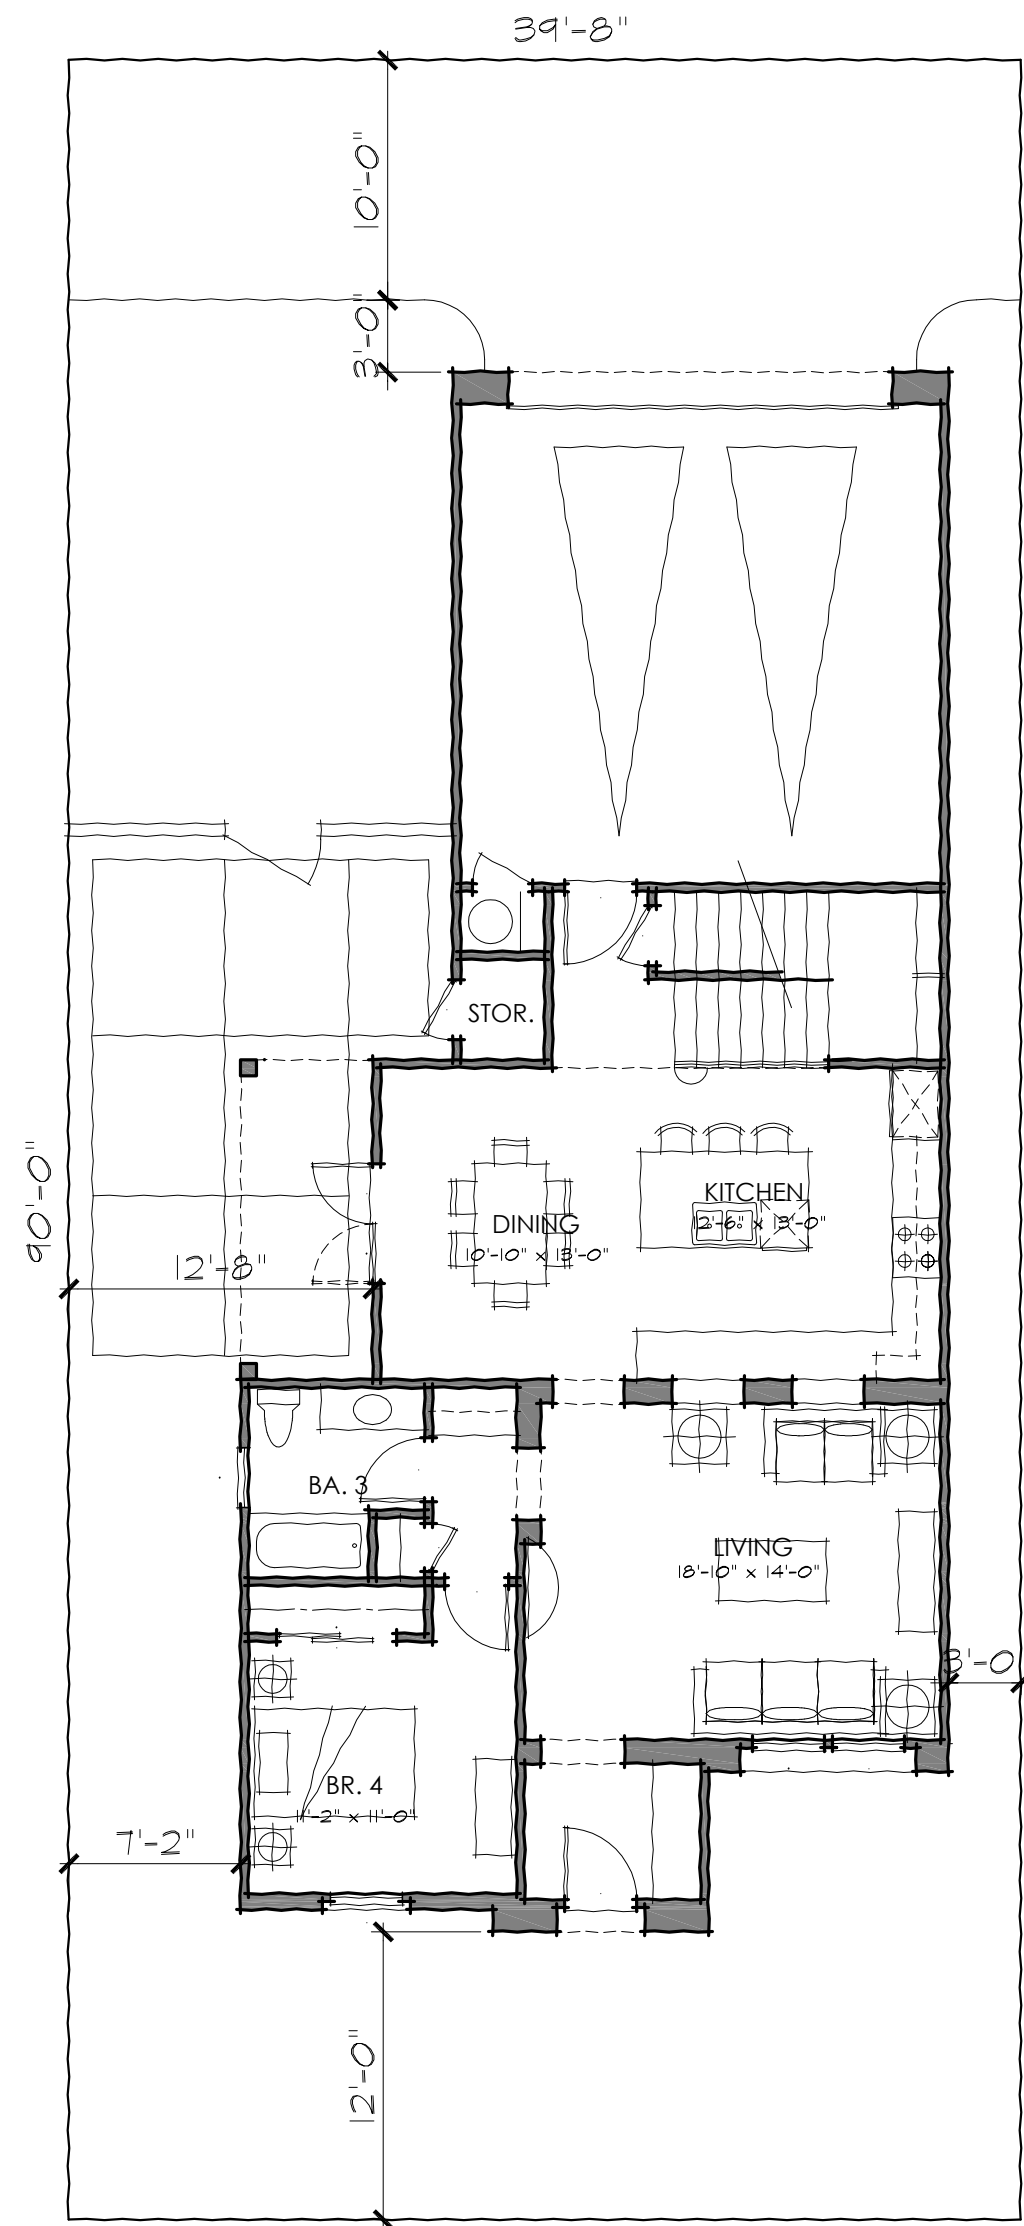 39'-8"
10'-0"
3'-0"
STOR.
90'-0"
KITCHEN
12'-6" x 13'-0"
DINING
10'-10" x 13'-0"
12'-8"
BA. 3
LIVING
18'-10" x 14'-0"
3'-0
BR. 4
11'-2" x 11'-0"
7'-2"
12'-0"